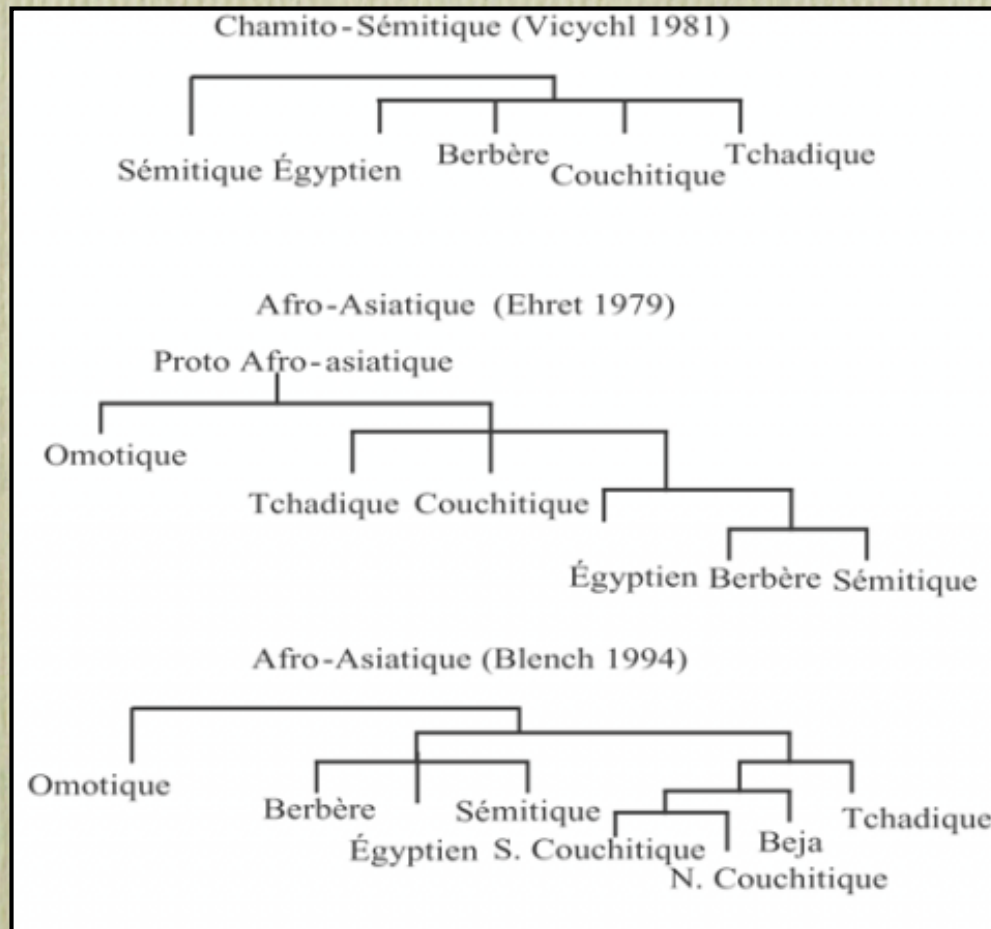 Chamito-Sémitique (Vicychl 1981)
Sémitique Égyptien Berbère Couchitique Tchadique
Afro-Asiatique (Ehret 1979)
Proto Afro-asiatique
Omotique
Tchadique Couchitique
Égyptien Berbère Sémitique
Afro-Asiatique (Blench 1994)
Omotique
Berbère
Sémitique
Tchadique
Égyptien S. Couchitique
Beja
N. Couchitique